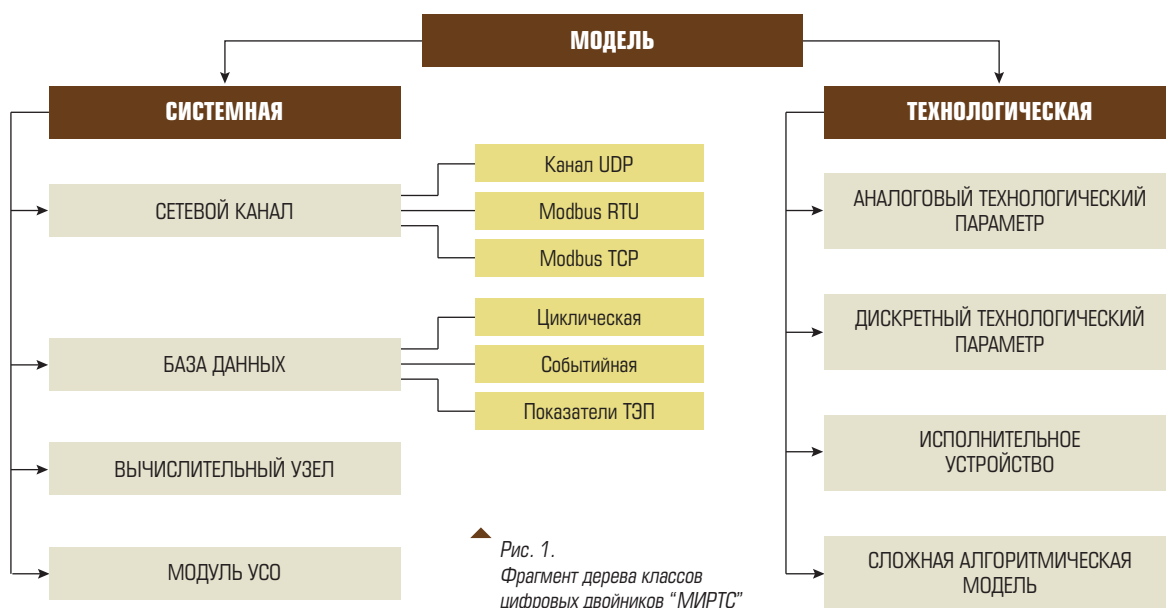 МОДЕЛЬ
СИСТЕМНАЯ
СЕТЕВОЙ КАНАЛ
Канал UDP
Modbus RTU
Modbus TCP
БАЗА ДАННЫХ
Циклическая
Событийная
Показатели ТЭП
ВЫЧИСЛИТЕЛЬНЫЙ УЗЕЛ
МОДУЛЬ УСО
ТЕХНОЛОГИЧЕСКАЯ
АНАЛОГОВЫЙ ТЕХНОЛОГИЧЕСКИЙ
ПАРАМЕТР
ДИСКРЕТНЫЙ ТЕХНОЛОГИЧЕСКИЙ
ПАРАМЕТР
ИСПОЛНИТЕЛЬНОЕ
УСТРОЙСТВО
СЛОЖНАЯ АЛГОРИТМИЧЕСКАЯ
МОДЕЛЬ
Рис. 1.
Фрагмент дерева классов
цифровых двойников “МИРТС”